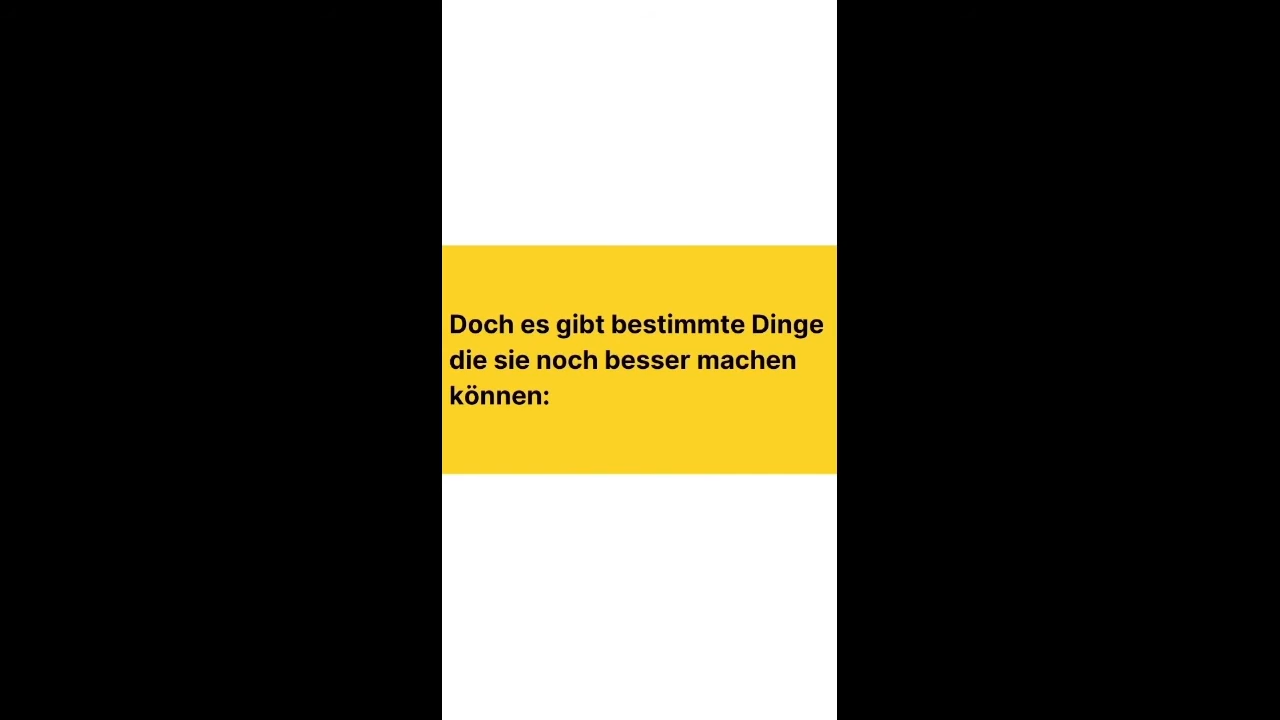 Doch es gibt bestimmte Dinge
die sie noch besser machen
können: